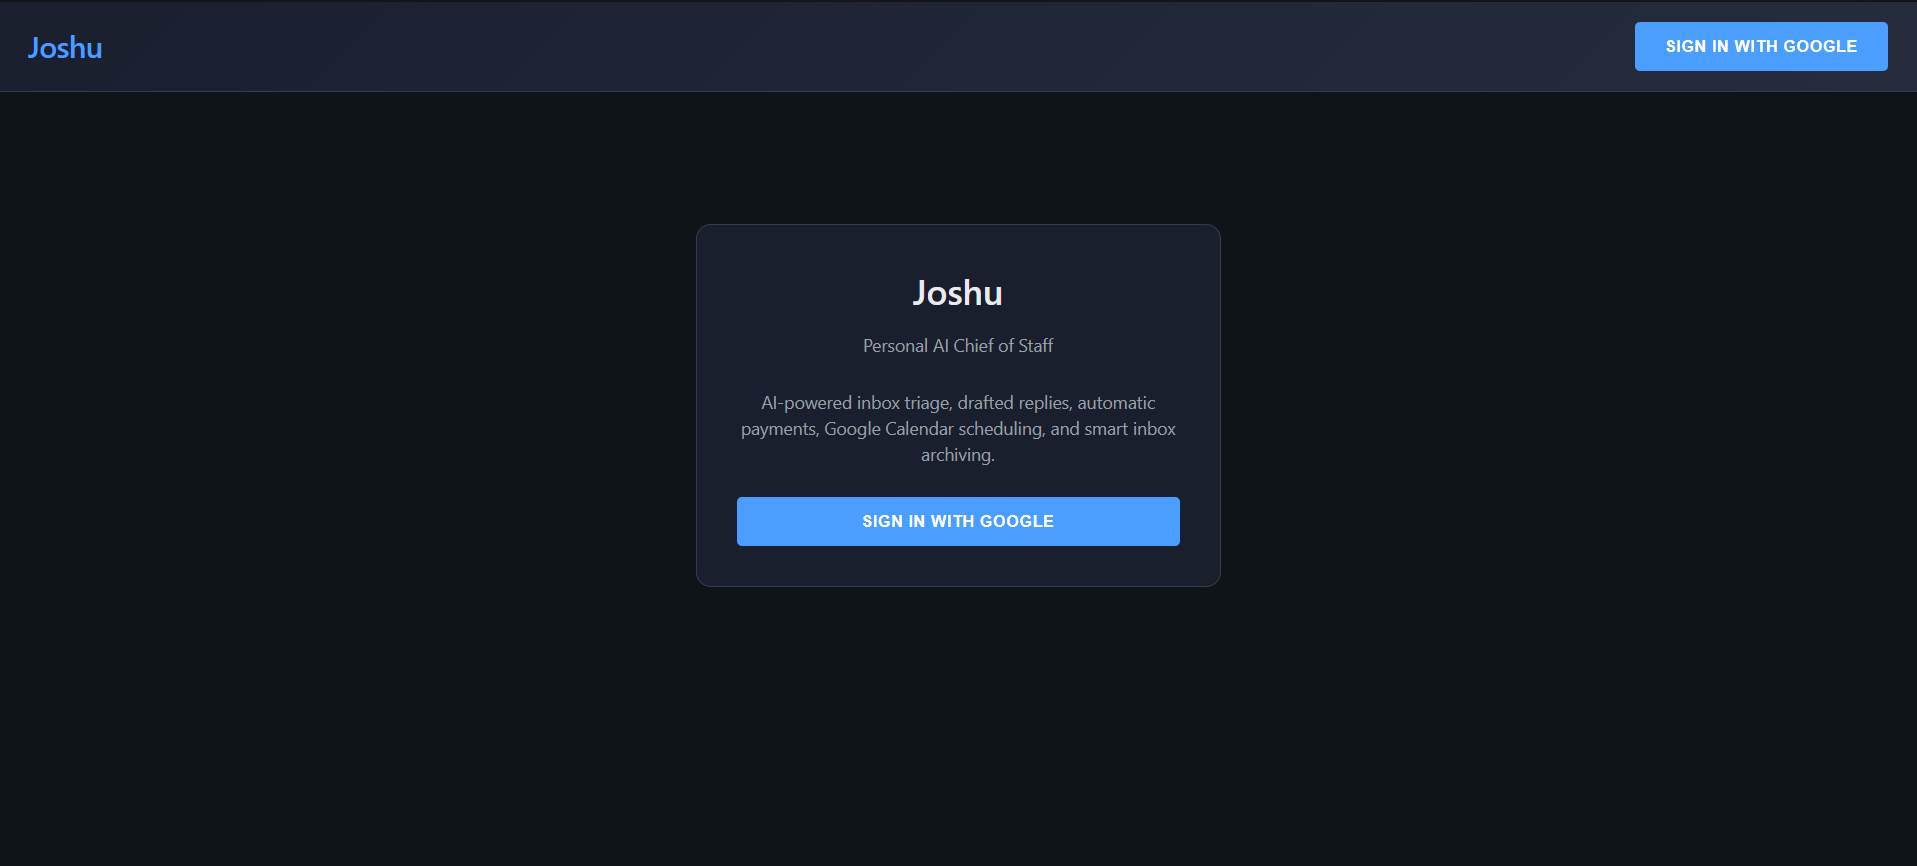 Joshu
SIGN IN WITH GOOGLE
Joshu
Personal AI Chief of Staff
AI-powered inbox triage, drafted replies, automatic
payments, Google Calendar scheduling, and smart inbox
archiving.
SIGN IN WITH GOOGLE